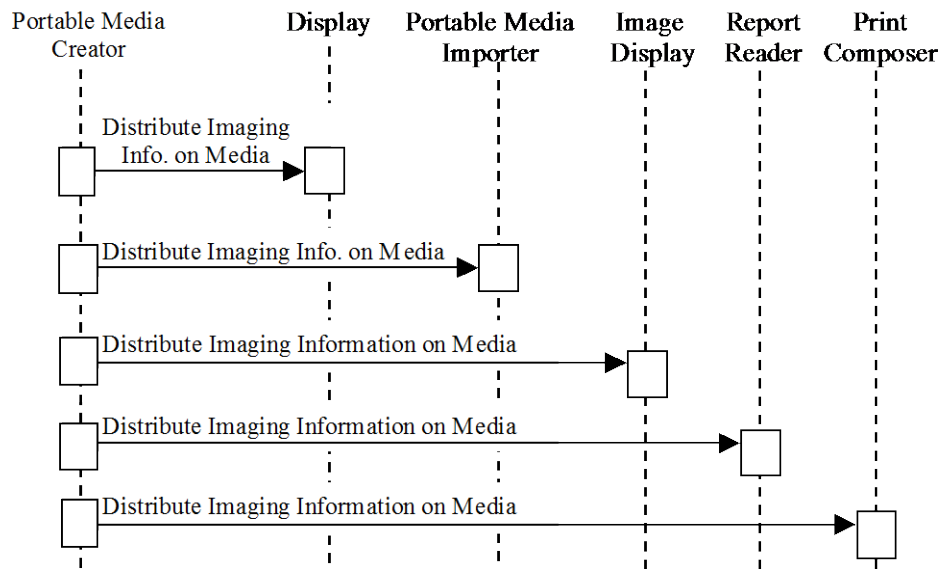 Portable Media
Creator
Display
Portable Media
Importer
Image
Display
Report
Reader
Print
Composer
Distribute Imaging
Info. on Media
Distribute Imaging Info. on Media
Distribute Imaging Information on Media
Distribute Imaging Information on Media
Distribute Imaging Information on Media